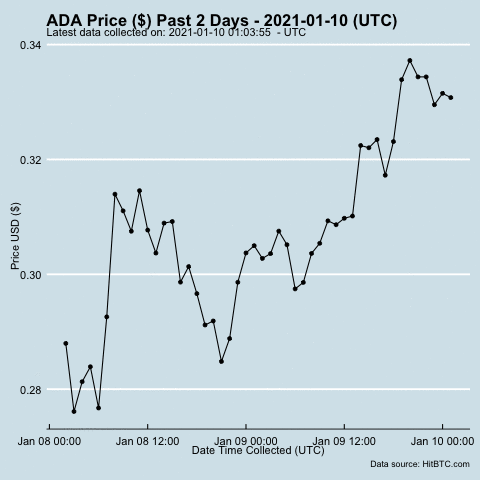 ADA Price ($) Past 2 Days - 2021-01-10 (UTC)
Latest data collected on: 2021-01-10 01:03:55 - UTC
0.34
0.32
0.30
0.28
Price USD ($)
Jan 08 00:00 Jan 08 12:00 Jan 09 00:00 Jan 09 12:00 Jan 10 00:00
Date Time Collected (UTC)
Data source: HitBTC.com